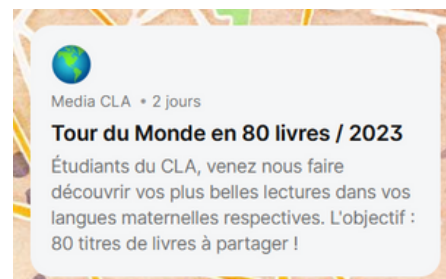 Media CLA • 2 jours
Tour du Monde en 80 livres / 2023
Étudiants du CLA, venez nous faire
découvrir vos plus belles lectures dans vos
langues maternelles respectives. L'objectif :
80 titres de livres à partager !